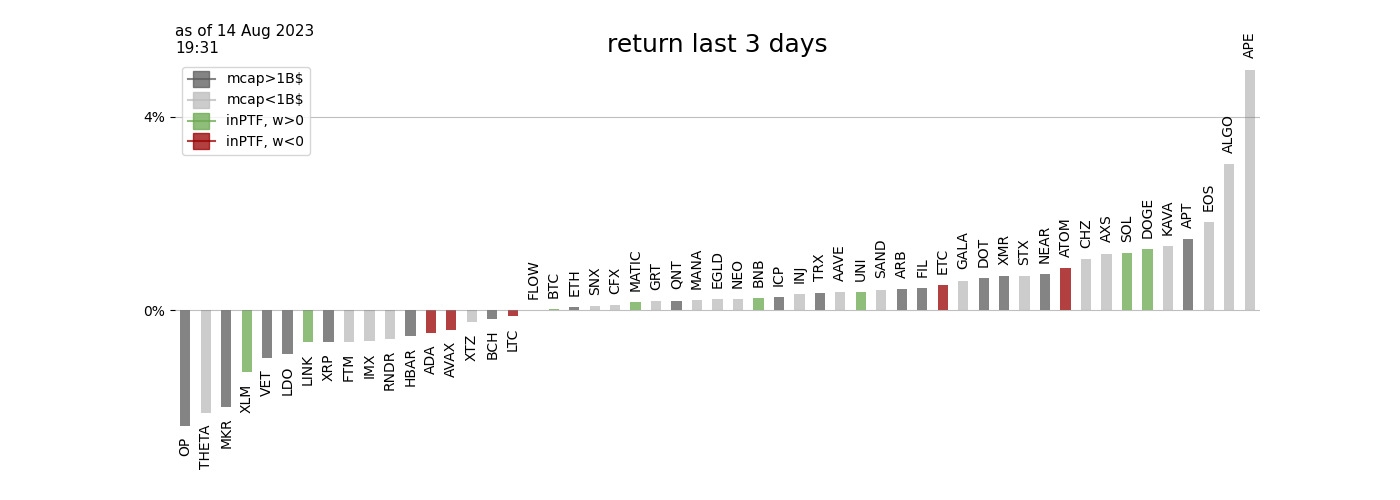 as of 14 Aug 2023
19:31
return last 3 days
mcap>1B$
mcap<1B$
inPTF, w>0
inPTF, w<0
4%
0%
OP
THETA
MKR
XLM
VET
LDO
LINK
XRP
FTM
IMX
RNDR
HBAR
ADA
AVAX
XTZ
BCH
LTC
FLOW
BTC
ETH
SNX
CFX
MATIC
GRT
QNT
MANA
EGLD
NEO
BNB
ICP
INJ
TRX
AAVE
UNI
SAND
ARB
FIL
ETC
GALA
DOT
XMR
STX
NEAR
ATOM
CHZ
AXS
SOL
DOGE
KAVA
APT
EOS
ALGO
APE